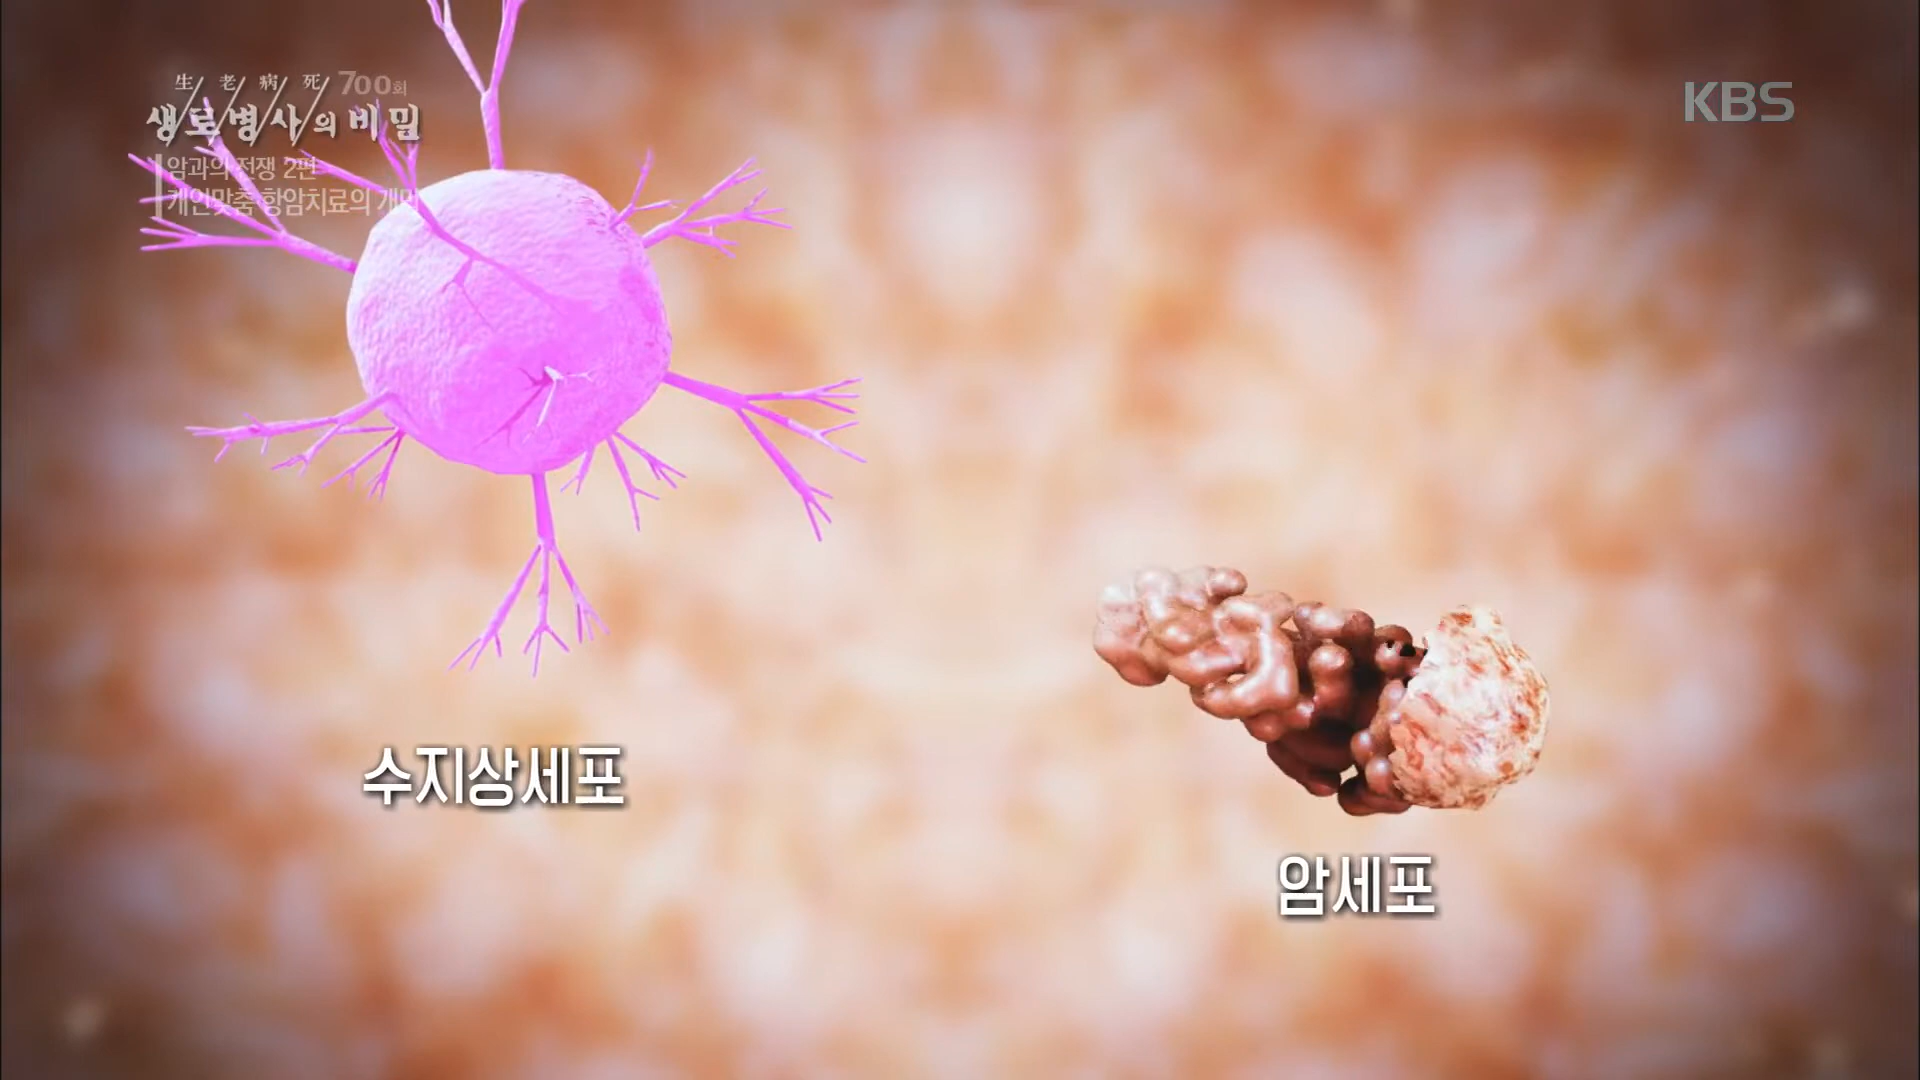 生老病死 700회
생로병사의 비밀
암과의 전쟁 2편
개인맞춤 항암치료의
KBS
수지상세포
암세포